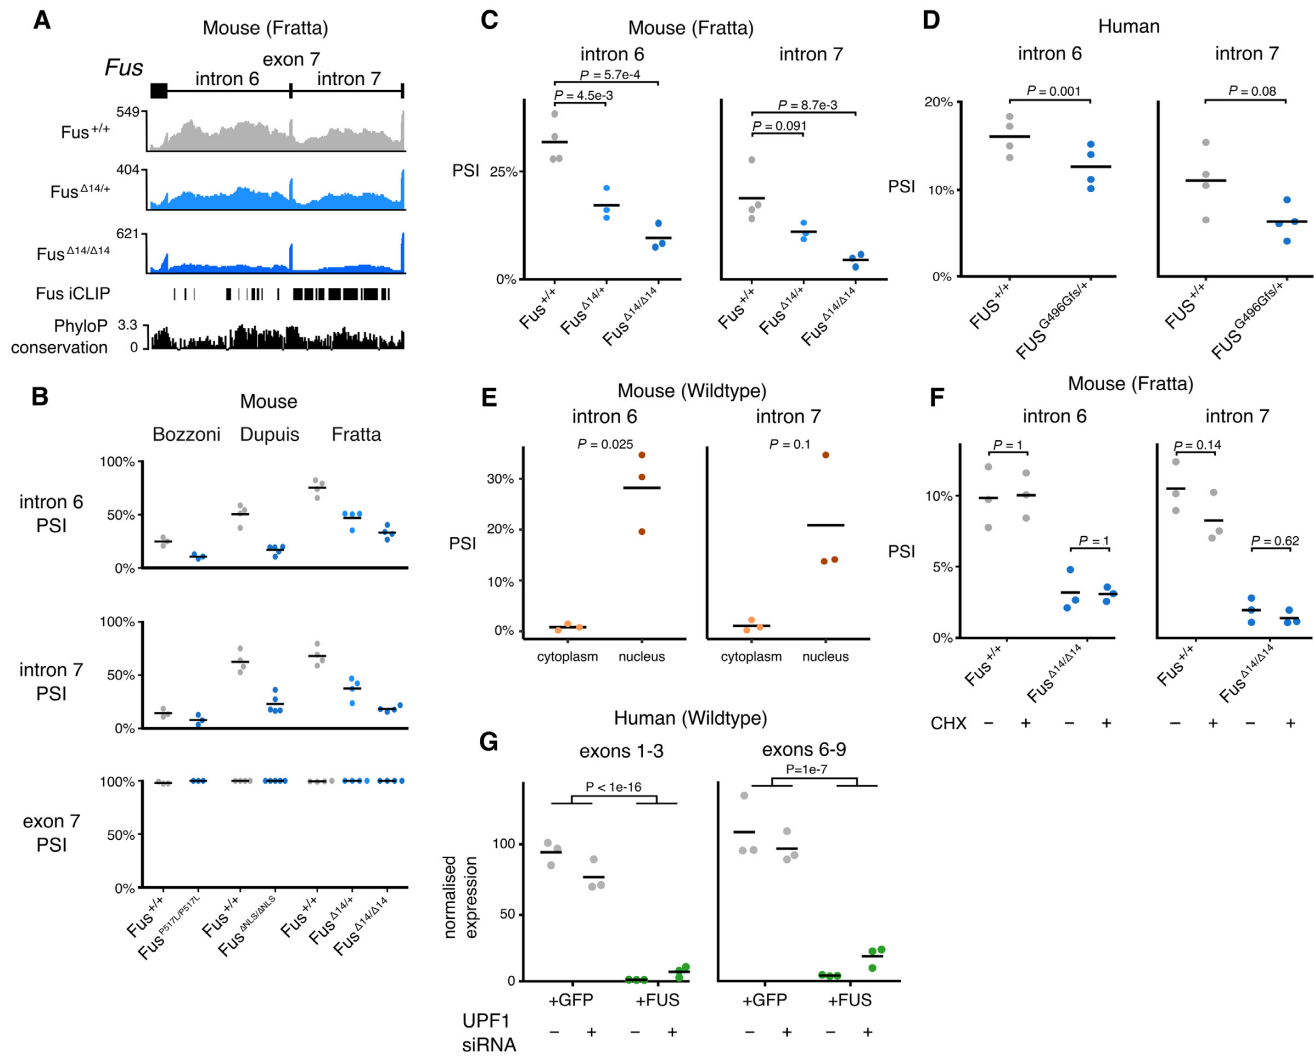 A
Mouse (Fratta)
Fus
exon 7
intron 6
intron 7
549
Fus+/+
404
FusΔ14/+
621
FusΔ14/Δ14
Fus iCLIP
PhyloP
conservation
3.3
0
B
Mouse
Bozzoni
Dupuis
Fratta
intron 6
PSI
100%
50%
0%
intron 7
PSI
100%
50%
0%
exon 7
PSI
100%
50%
0%
Fus+/+
FusP517L/P517L
Fus+/+
FusΔNLS/ΔNLS
Fus+/+
FusΔ14/+
FusΔ14/Δ14
C
Mouse (Fratta)
intron 6
intron 7
P = 5.7e-4
P = 4.5e-3
P = 8.7e-3
P = 0.091
PSI
25%
0%
Fus+/+
FusΔ14/+
FusΔ14/Δ14
Fus+/+
FusΔ14/+
FusΔ14/Δ14
D
Human
intron 6
intron 7
P = 0.001
P = 0.08
PSI
20%
10%
0%
FUS+/+
FUSG496Gfs/+
FUS+/+
FUSG496Gfs/+
E
Mouse (Wildtype)
intron 6
intron 7
P = 0.025
P = 0.1
PSI
30%
20%
10%
0%
cytoplasm
nucleus
cytoplasm
nucleus
F
Mouse (Fratta)
intron 6
intron 7
P = 1
P = 0.14
P = 1
P = 0.62
PSI
10%
5%
0%
Fus+/+
FusΔ14/Δ14
Fus+/+
FusΔ14/Δ14
CHX − + − + − + − +
G
Human (Wildtype)
exons 1-3
exons 6-9
P < 1e-16
P=1e-7
normalised
expression
100
50
0
+GFP
+FUS
+GFP
+FUS
UPF1
siRNA
− + − + − + − +